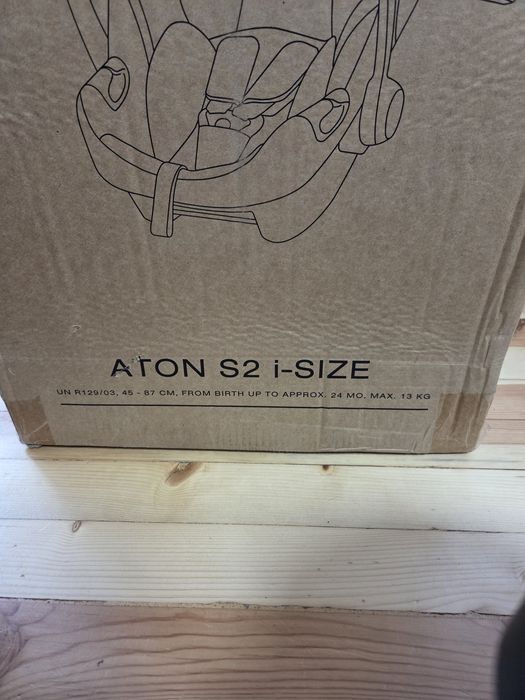 ATON S2 i-SIZE
UN R129/03, 45 - 87 CM, FROM BIRTH UP TO APPROX. 24 MO. MAX. 13 KG